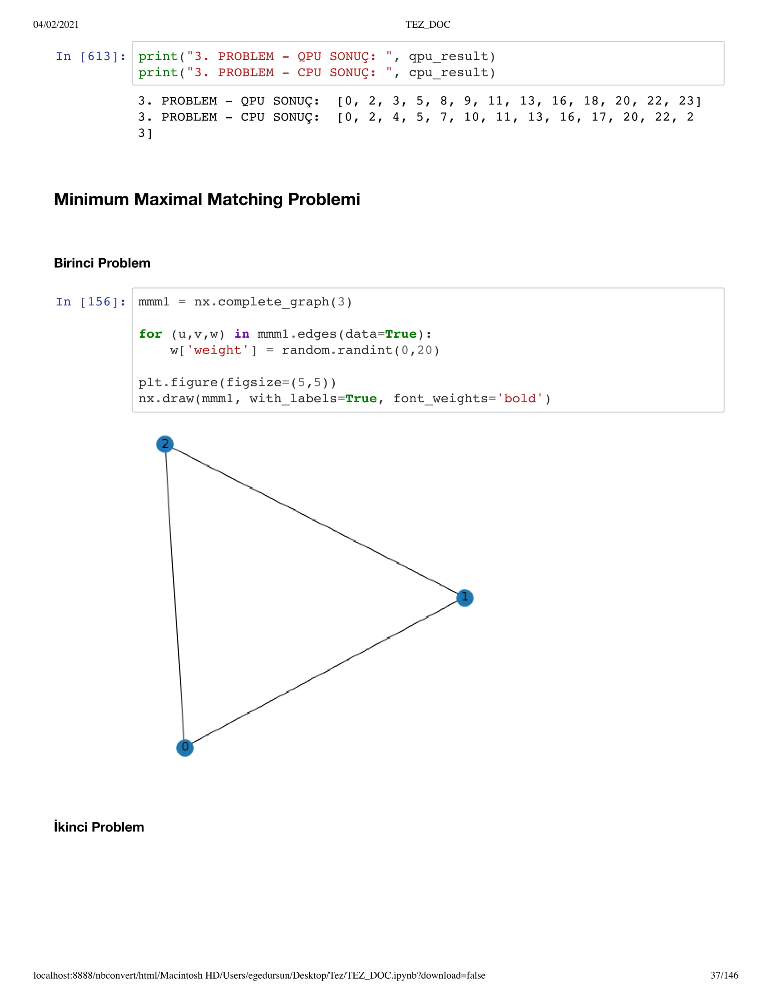 04/02/2021 TEZ_DOC
In [613]: print("3. PROBLEM - QPU SONUÇ: ", qpu_result)
print("3. PROBLEM - CPU SONUÇ: ", cpu_result)
3. PROBLEM - QPU SONUÇ:  [0, 2, 3, 5, 8, 9, 11, 13, 16, 18, 20, 22, 23]
3. PROBLEM - CPU SONUÇ:  [0, 2, 4, 5, 7, 10, 11, 13, 16, 17, 20, 22, 2
3]
Minimum Maximal Matching Problemi
Birinci Problem
In [156]: mmm1 = nx.complete_graph(3)
for (u,v,w) in mmm1.edges(data=True):
    w['weight'] = random.randint(0,20)
plt.figure(figsize=(5,5))
nx.draw(mmm1, with_labels=True, font_weights='bold')
2
1
0
İkinci Problem
localhost:8888/nbconvert/html/Macintosh HD/Users/egedursun/Desktop/Tez/TEZ_DOC.ipynb?download=false 37/146